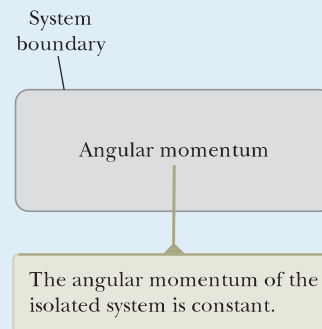 System
boundary
Angular momentum
The angular momentum of the
isolated system is constant.